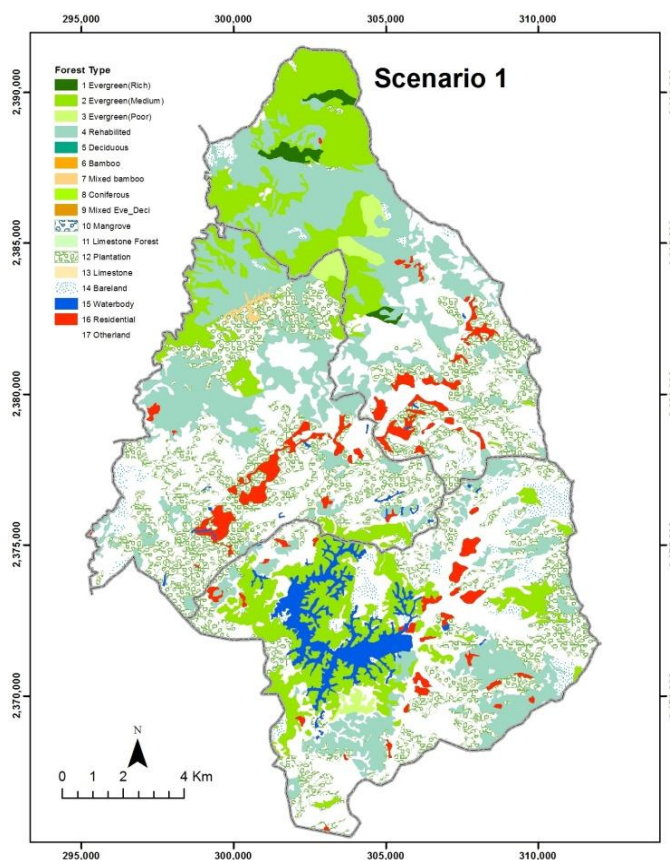 295,000 300,000 305,000 310,000
Scenario 1
Forest Type
1 Evergreen(Rich)
2 Evergreen(Medium)
3 Evergreen(Poor)
4 Rehabilited
5 Deciduous
6 Bamboo
7 Mixed bamboo
8 Coniferous
9 Mixed Eve_Deci
10 Mangrove
11 Limestone Forest
12 Plantation
13 Limestone
14 Bareland
15 Waterbody
16 Residential
17 Otherland
2,390,000
2,385,000
2,380,000
2,375,000
2,370,000
N
0 1 2 4 Km
295,000 300,000 305,000 310,000